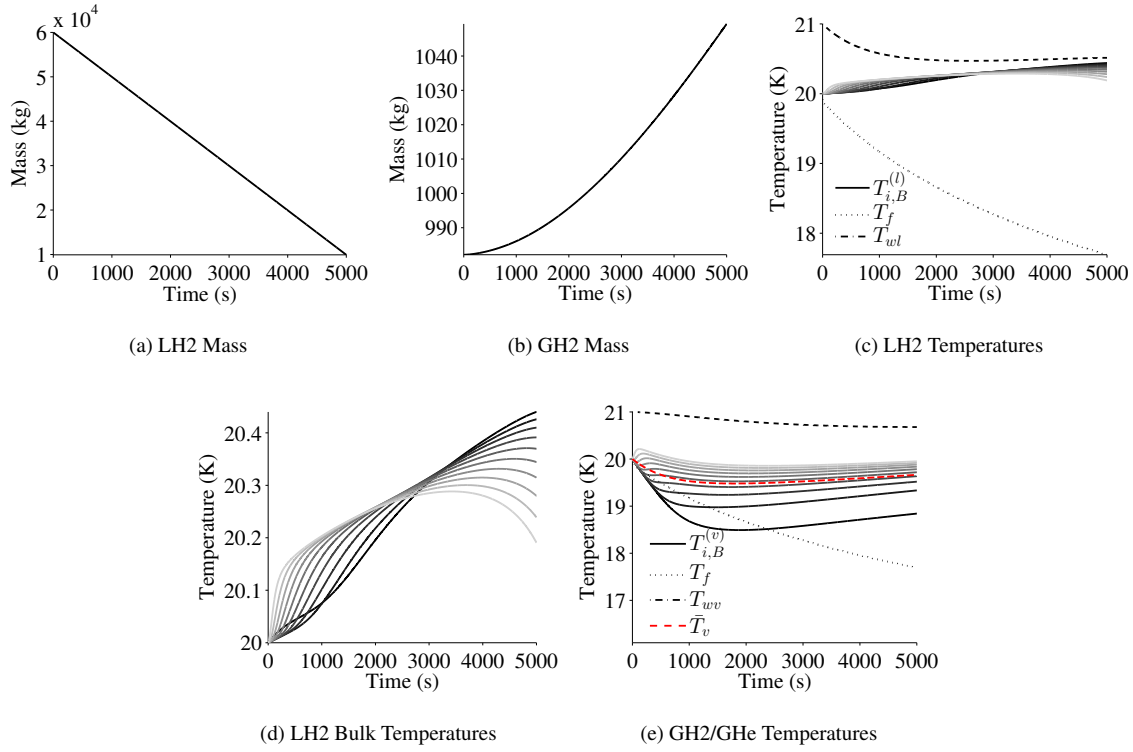 x 10⁴
6
5
4
3
2
1
Mass (kg)
0 1000 2000 3000 4000 5000
Time (s)
(a) LH2 Mass
1040
1030
1020
1010
1000
990
Mass (kg)
0 1000 2000 3000 4000 5000
Time (s)
(b) GH2 Mass
21
20
19
18
Temperature (K)
T_{i,B}^{(l)}
T_f
T_{wl}
0 1000 2000 3000 4000 5000
Time (s)
(c) LH2 Temperatures
20.4
20.3
20.2
20.1
20
Temperature (K)
0 1000 2000 3000 4000 5000
Time (s)
(d) LH2 Bulk Temperatures
21
20
19
18
17
Temperature (K)
T_{i,B}^{(v)}
T_f
T_{wv}
T̄_v
0 1000 2000 3000 4000 5000
Time (s)
(e) GH2/GHe Temperatures